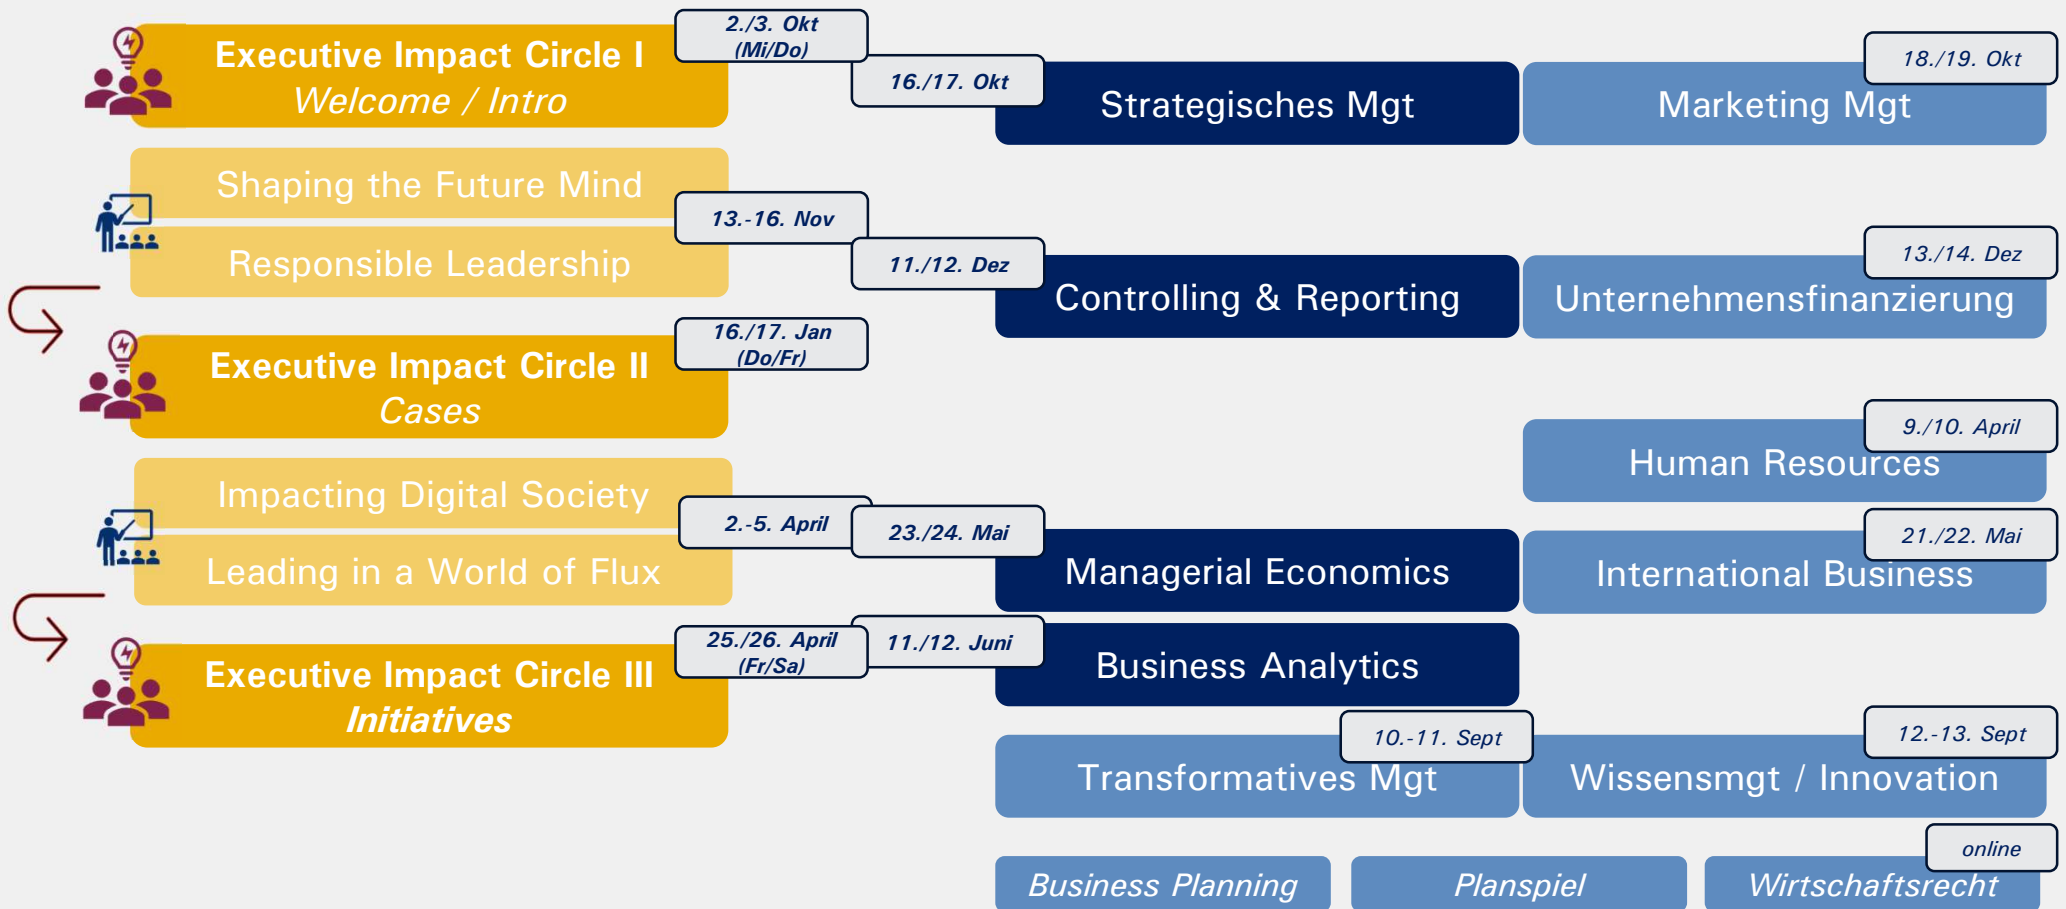 Executive Impact Circle I
Welcome / Intro
2./3. Okt
(Mi/Do)
16./17. Okt
Strategisches Mgt
18./19. Okt
Marketing Mgt
Shaping the Future Mind
13.-16. Nov
Responsible Leadership
11./12. Dez
Controlling & Reporting
13./14. Dez
Unternehmensfinanzierung
16./17. Jan
(Do/Fr)
Executive Impact Circle II
Cases
9./10. April
Human Resources
Impacting Digital Society
2.-5. April
Leading in a World of Flux
23./24. Mai
Managerial Economics
21./22. Mai
International Business
25./26. April
(Fr/Sa)
Executive Impact Circle III
Initiatives
11./12. Juni
Business Analytics
10.-11. Sept
Transformatives Mgt
12.-13. Sept
Wissensmgt / Innovation
Business Planning
Planspiel
online
Wirtschaftsrecht